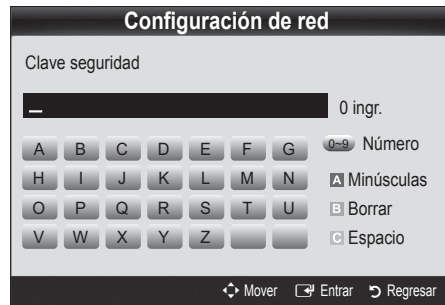 Configuración de red
Clave seguridad
_ 0 ingr.
A B C D E F G 0~9 Número
H I J K L M N A Minúsculas
O P Q R S T U B Borrar
V W X Y Z C Espacio
Mover Entrar Regresar